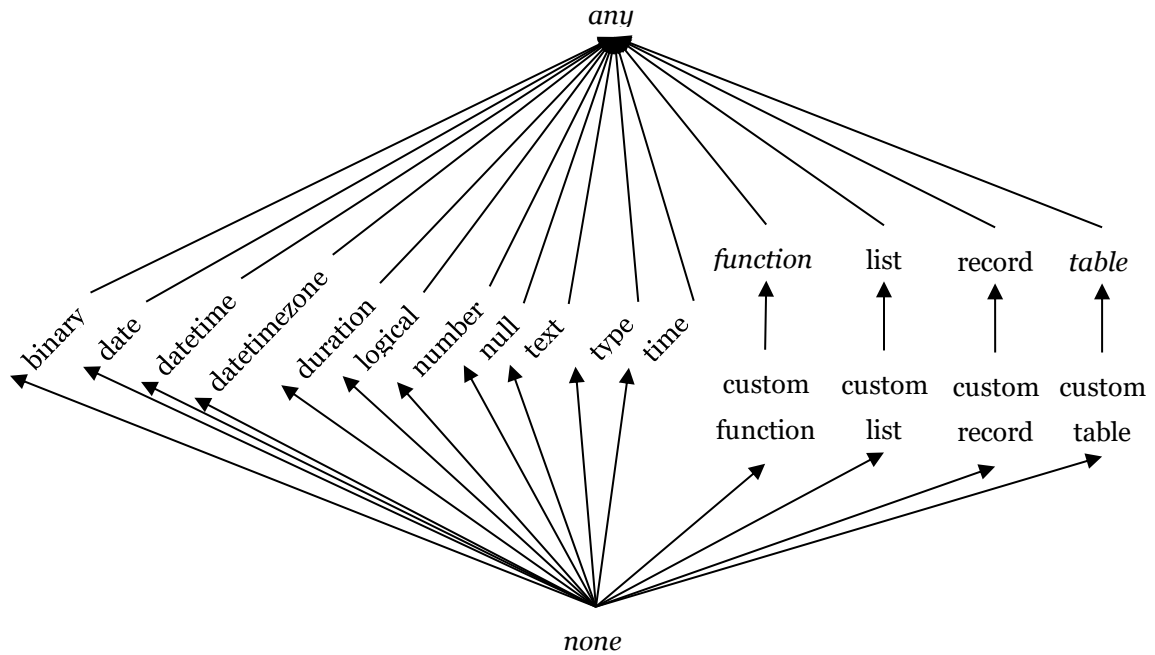 any
binary
date
datetime
datetimezone
duration
logical
number
null
text
type
time
function
list
record
table
custom
function
custom
list
custom
record
custom
table
none